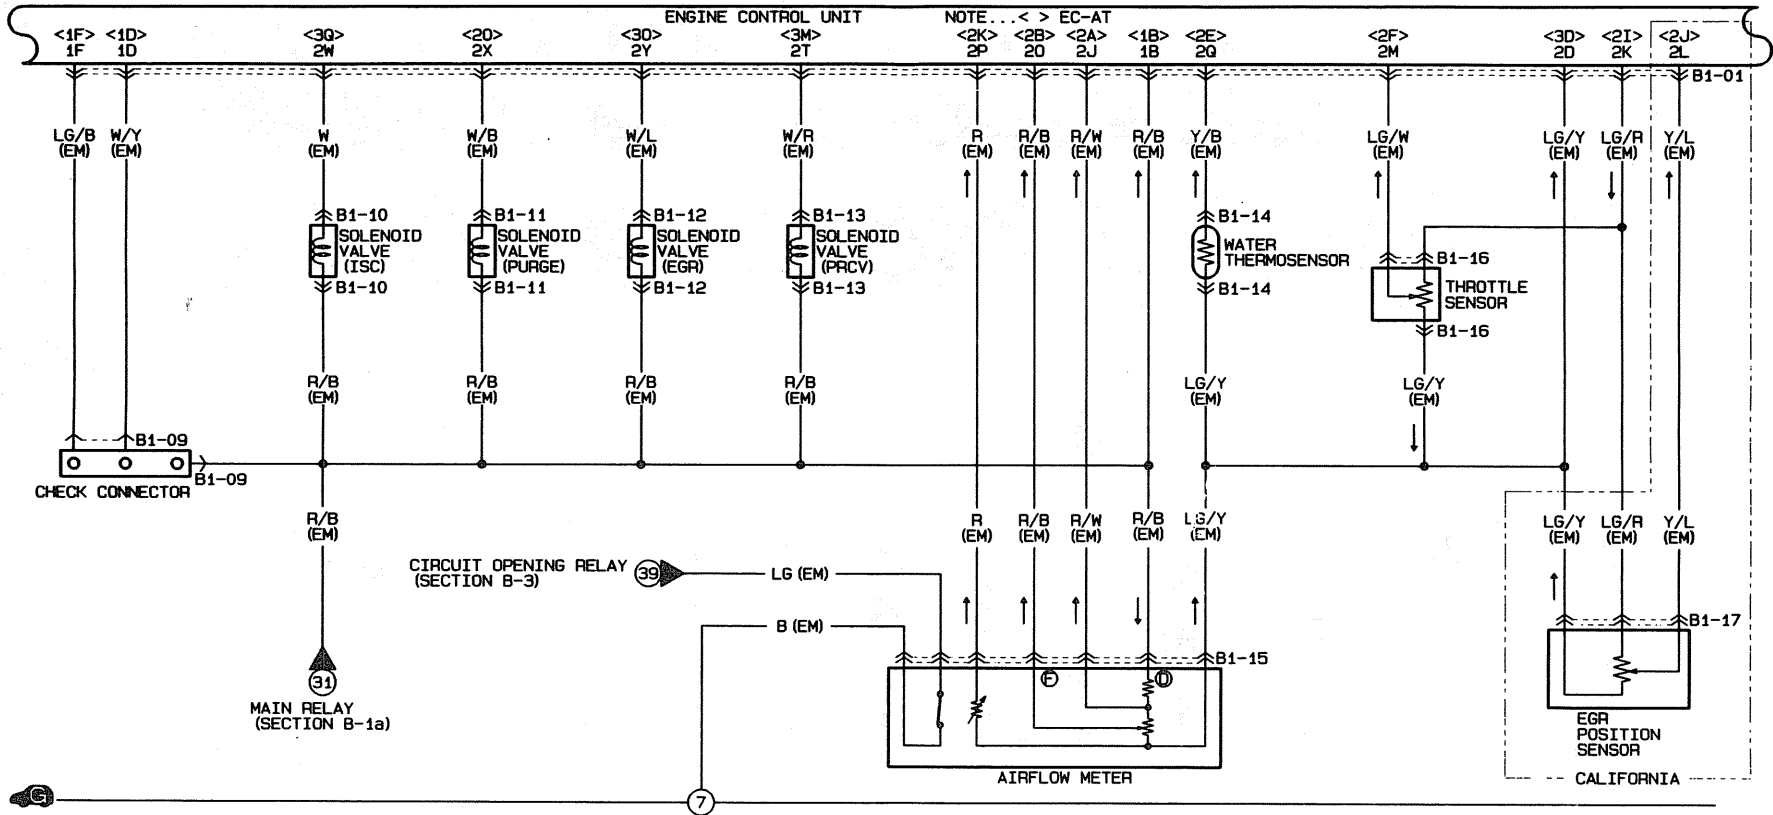 ENGINE CONTROL UNIT NOTE...< > EC-AT
<1F> <1D> <3Q> <2O> <3O> <3M> <2K> <2B> <2A> <1B> <2E> <2F> <3D> <2I> <2J>
1F 1D 2W 2X 2Y 2T 2P 2O 2J 1B 2Q 2M 2D 2K 2L
B1-01
LG/B W/Y W W/B W/L W/R R R/B R/W R/B Y/B LG/W LG/Y LG/R Y/L
(EM) (EM) (EM) (EM) (EM) (EM) (EM) (EM) (EM) (EM) (EM) (EM) (EM) (EM) (EM)
B1-10 B1-11 B1-12 B1-13 B1-14
SOLENOID VALVE (ISC)
SOLENOID VALVE (PURGE)
SOLENOID VALVE (EGR)
SOLENOID VALVE (PRCV)
WATER
THERMOSENSOR
B1-16
THROTTLE
SENSOR
B1-10 B1-11 B1-12 B1-13 B1-14
B1-16
R/B R/B R/B R/B LG/Y LG/Y
(EM) (EM) (EM) (EM) (EM) (EM)
B1-09
B1-09
CHECK CONNECTOR
R/B R R/B R/W R/B LG/Y LG/Y LG/R Y/L
(EM) (EM) (EM) (EM) (EM) (EM) (EM) (EM) (EM)
CIRCUIT OPENING RELAY
(SECTION B-3)
39
LG (EM)
B (EM)
B1-17
B1-15
F D
31
MAIN RELAY
(SECTION B-1a)
AIRFLOW METER
EGR
POSITION
SENSOR
CALIFORNIA
G
7